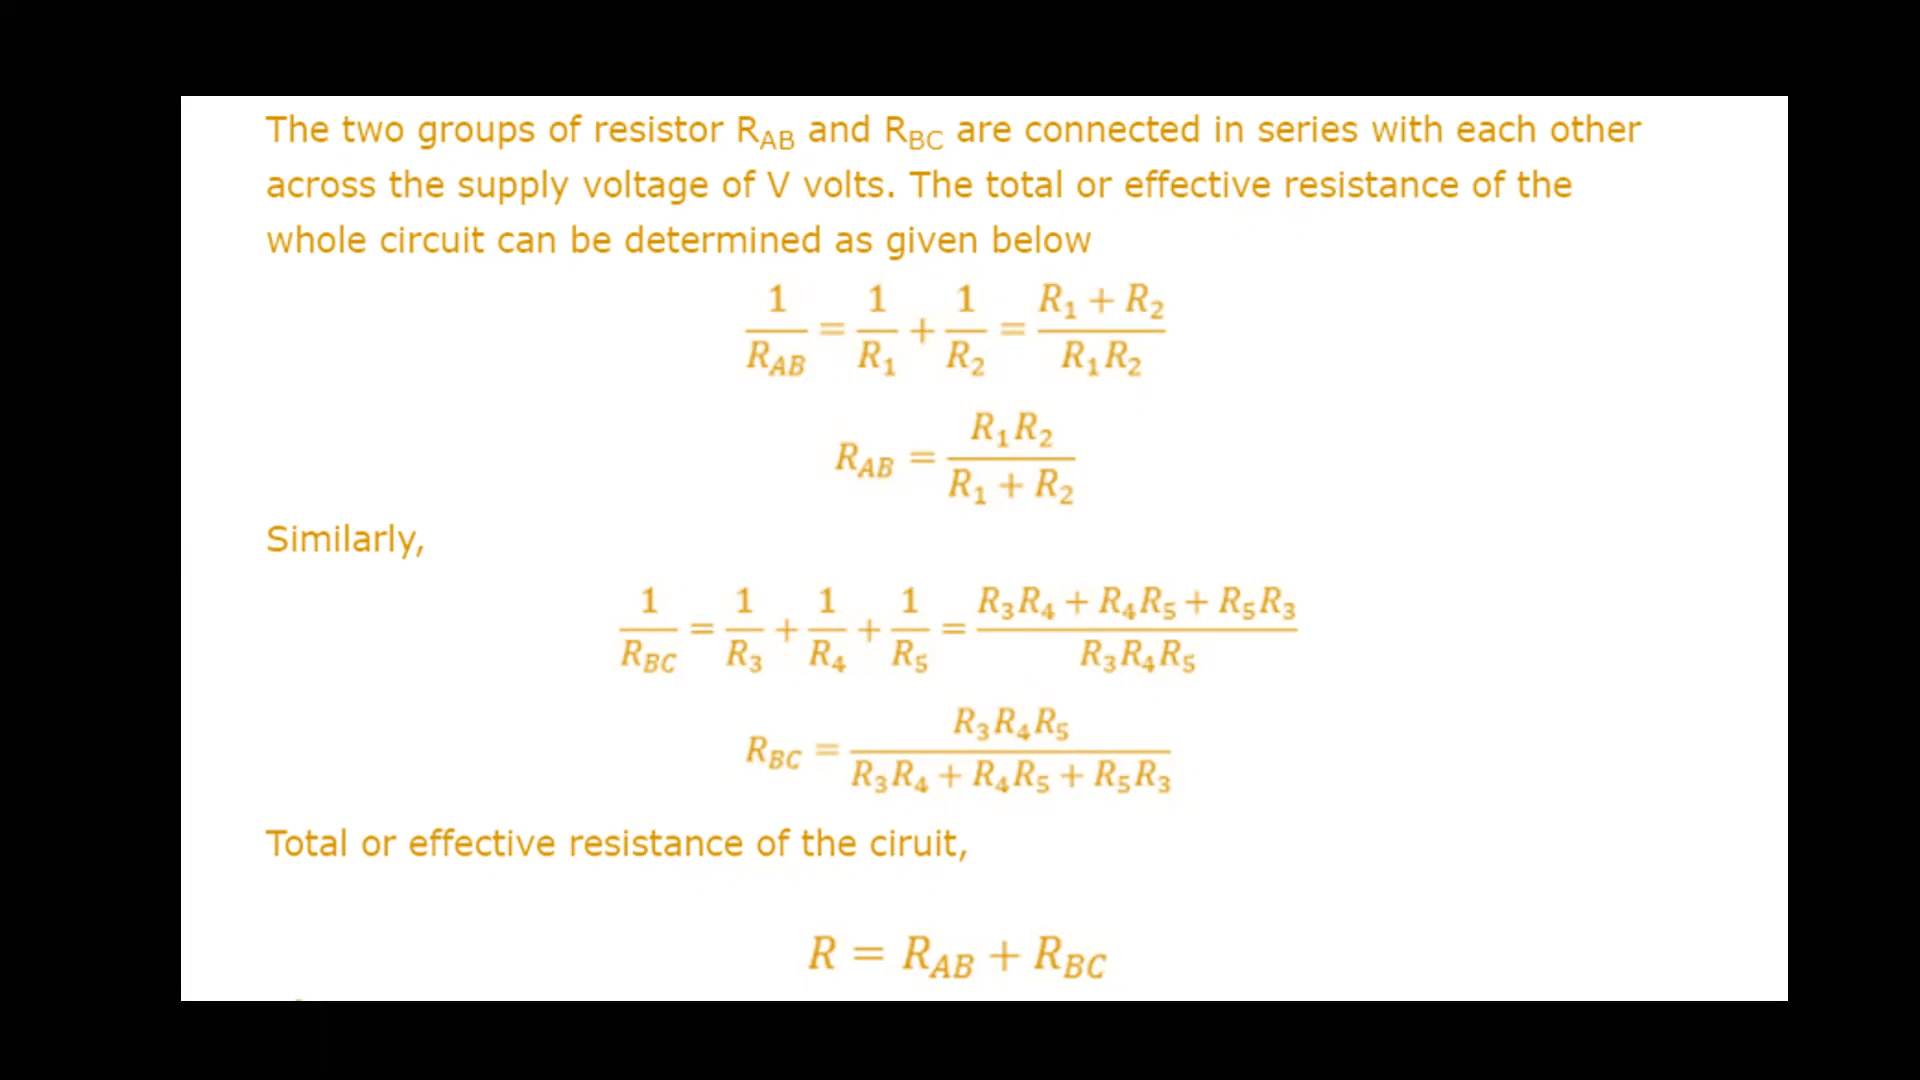 The two groups of resistor R_AB and R_BC are connected in series with each other
across the supply voltage of V volts. The total or effective resistance of the
whole circuit can be determined as given below
1/R_AB = 1/R_1 + 1/R_2 = (R_1 + R_2)/(R_1R_2)
R_AB = (R_1R_2)/(R_1 + R_2)
Similarly,
1/R_BC = 1/R_3 + 1/R_4 + 1/R_5 = (R_3R_4 + R_4R_5 + R_5R_3)/(R_3R_4R_5)
R_BC = (R_3R_4R_5)/(R_3R_4 + R_4R_5 + R_5R_3)
Total or effective resistance of the ciruit,
R = R_AB + R_BC